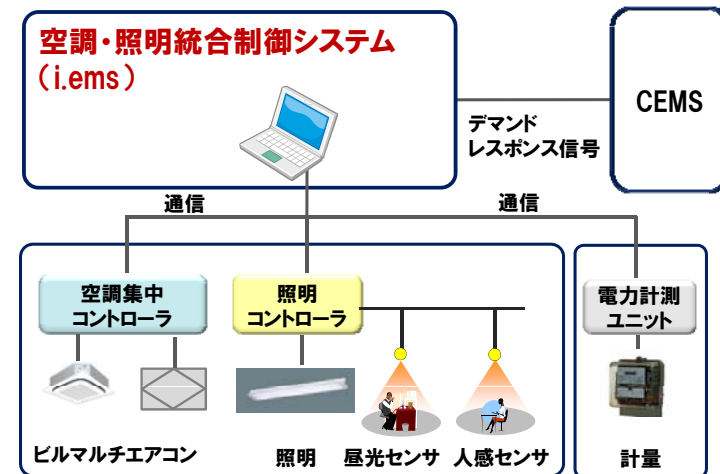 空調・照明統合制御システム
（i.ems）
CEMS
デマンド
レスポンス信号
通信
通信
空調集中
コントローラ
照明
コントローラ
電力計測
ユニット
ビルマルチエアコン
照明
昼光センサ
人感センサ
計量